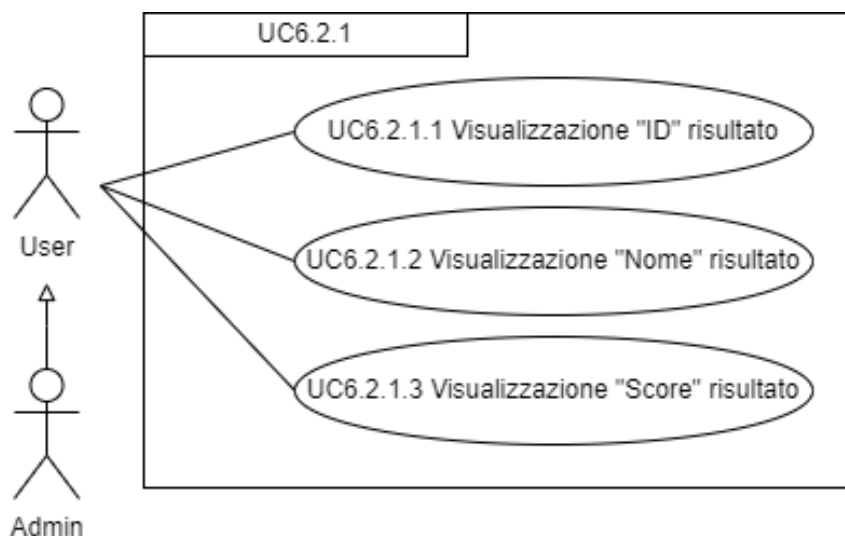 UC6.2.1
UC6.2.1.1 Visualizzazione "ID" risultato
User
UC6.2.1.2 Visualizzazione "Nome" risultato
UC6.2.1.3 Visualizzazione "Score" risultato
Admin